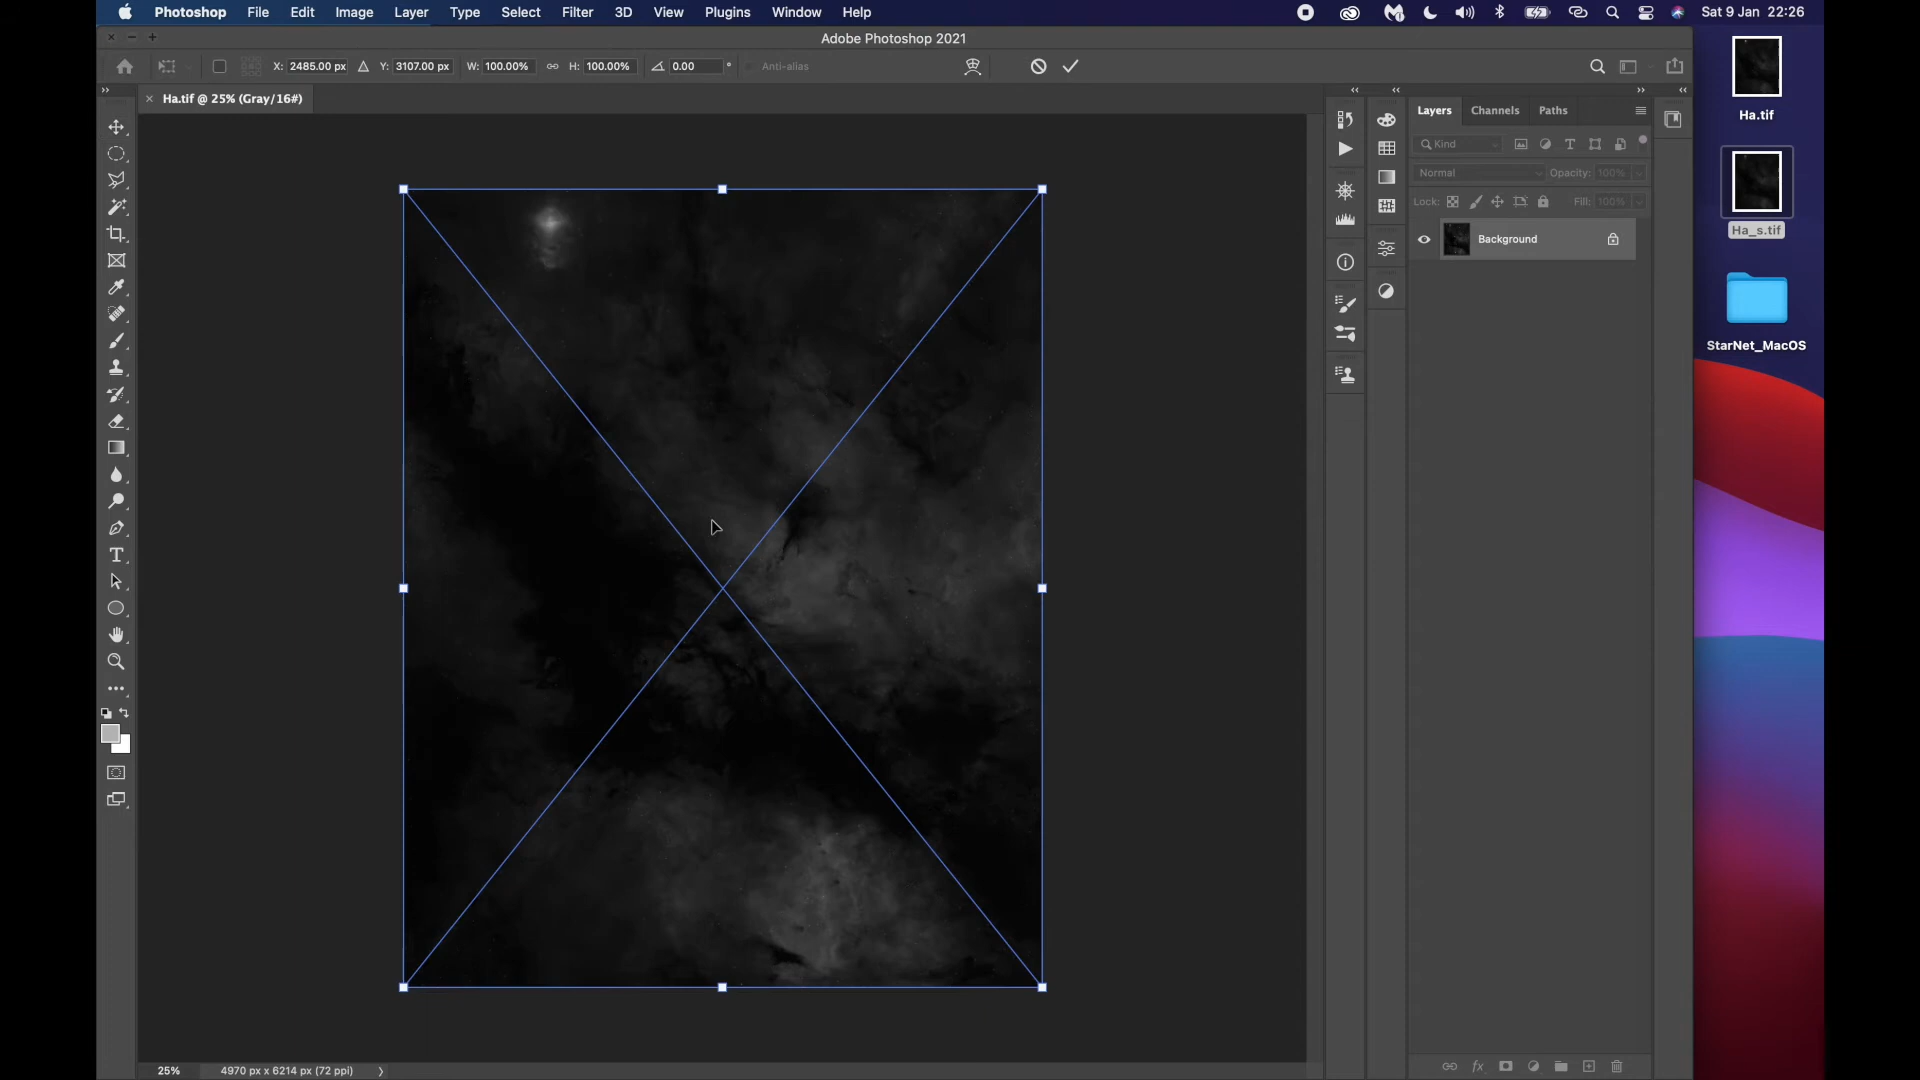 Photoshop File Edit Image Layer Type Select Filter 3D View Plugins Window Help Sat 9 Jan 22:26
Adobe Photoshop 2021
X: 2485.00 px Y: 3107.00 px W: 100.00% H: 100.00% 0.00 ° Anti-alias
Ha.tif @ 25% (Gray/16#)
Layers Channels Paths
Ha.tif
Kind
Normal Opacity: 100%
Lock: Fill: 100%
Ha_s.tif
Background
StarNet_MacOS
25% 4970 px x 6214 px (72 ppi)